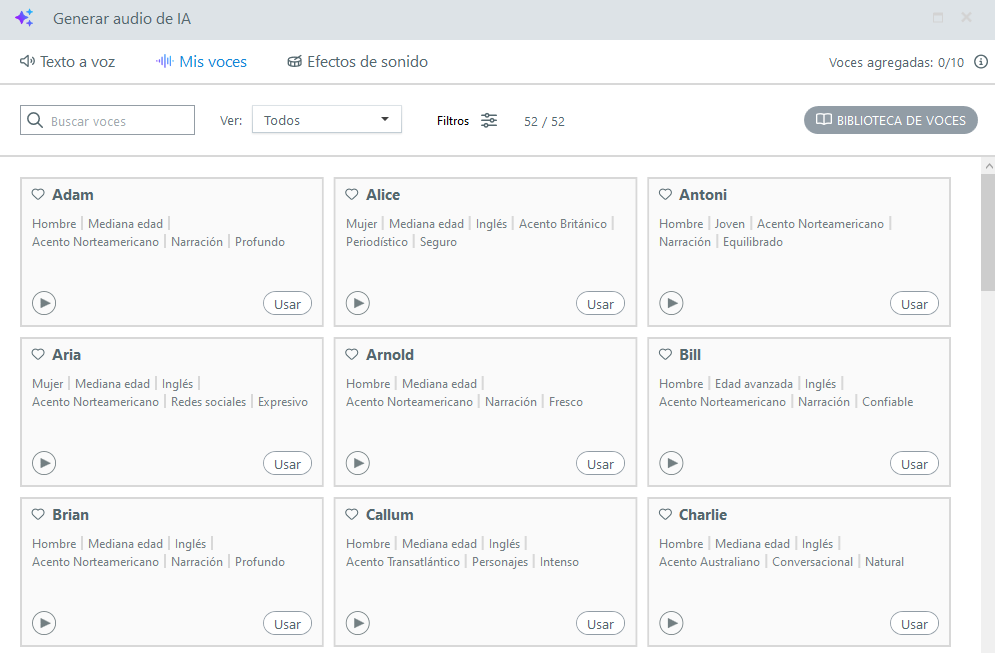 Generar audio de IA
Texto a voz Mis voces Efectos de sonido Voces agregadas: 0/10
Buscar voces Ver: Todos Filtros 52 / 52 BIBLIOTECA DE VOCES
Adam
Hombre | Mediana edad |
Acento Norteamericano | Narración | Profundo
Usar
Alice
Mujer | Mediana edad | Inglés | Acento Británico |
Periodístico | Seguro
Usar
Antoni
Hombre | Joven | Acento Norteamericano |
Narración | Equilibrado
Usar
Aria
Mujer | Mediana edad | Inglés |
Acento Norteamericano | Redes sociales | Expresivo
Usar
Arnold
Hombre | Mediana edad |
Acento Norteamericano | Narración | Fresco
Usar
Bill
Hombre | Edad avanzada | Inglés |
Acento Norteamericano | Narración | Confiable
Usar
Brian
Hombre | Mediana edad | Inglés |
Acento Norteamericano | Narración | Profundo
Usar
Callum
Hombre | Mediana edad | Inglés |
Acento Transatlántico | Personajes | Intenso
Usar
Charlie
Hombre | Mediana edad | Inglés |
Acento Australiano | Conversacional | Natural
Usar